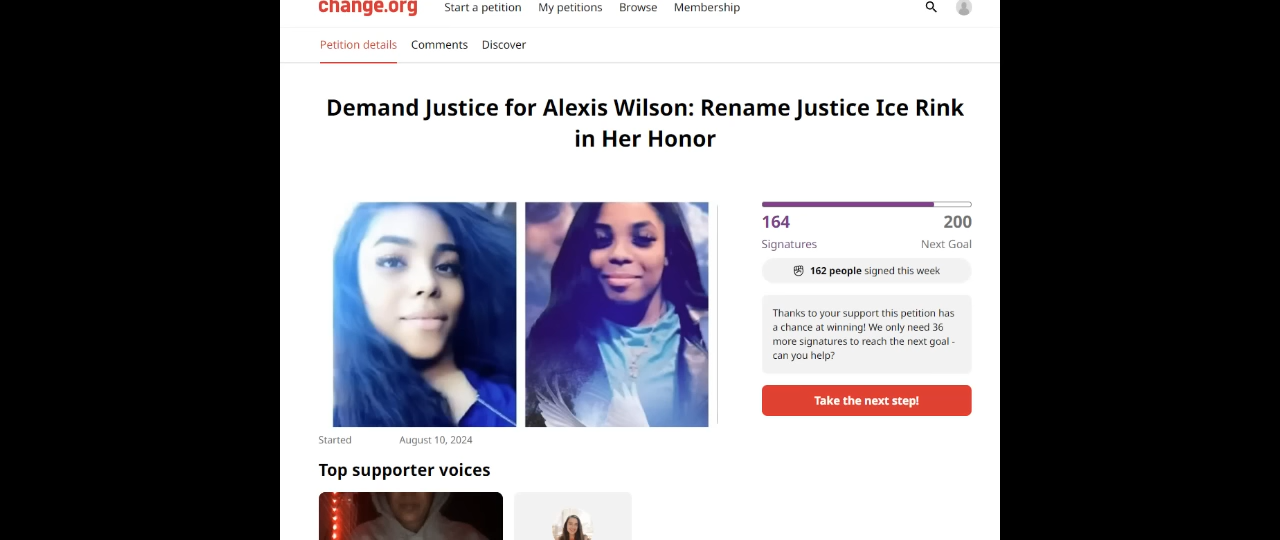 change.org
Start a petition
My petitions
Browse
Membership
Petition details
Comments
Discover
Demand Justice for Alexis Wilson: Rename Justice Ice Rink
in Her Honor
164
200
Signatures
Next Goal
162 people signed this week
Thanks to your support this petition has
a chance at winning! We only need 36
more signatures to reach the next goal -
can you help?
Take the next step!
Started
August 10, 2024
Top supporter voices